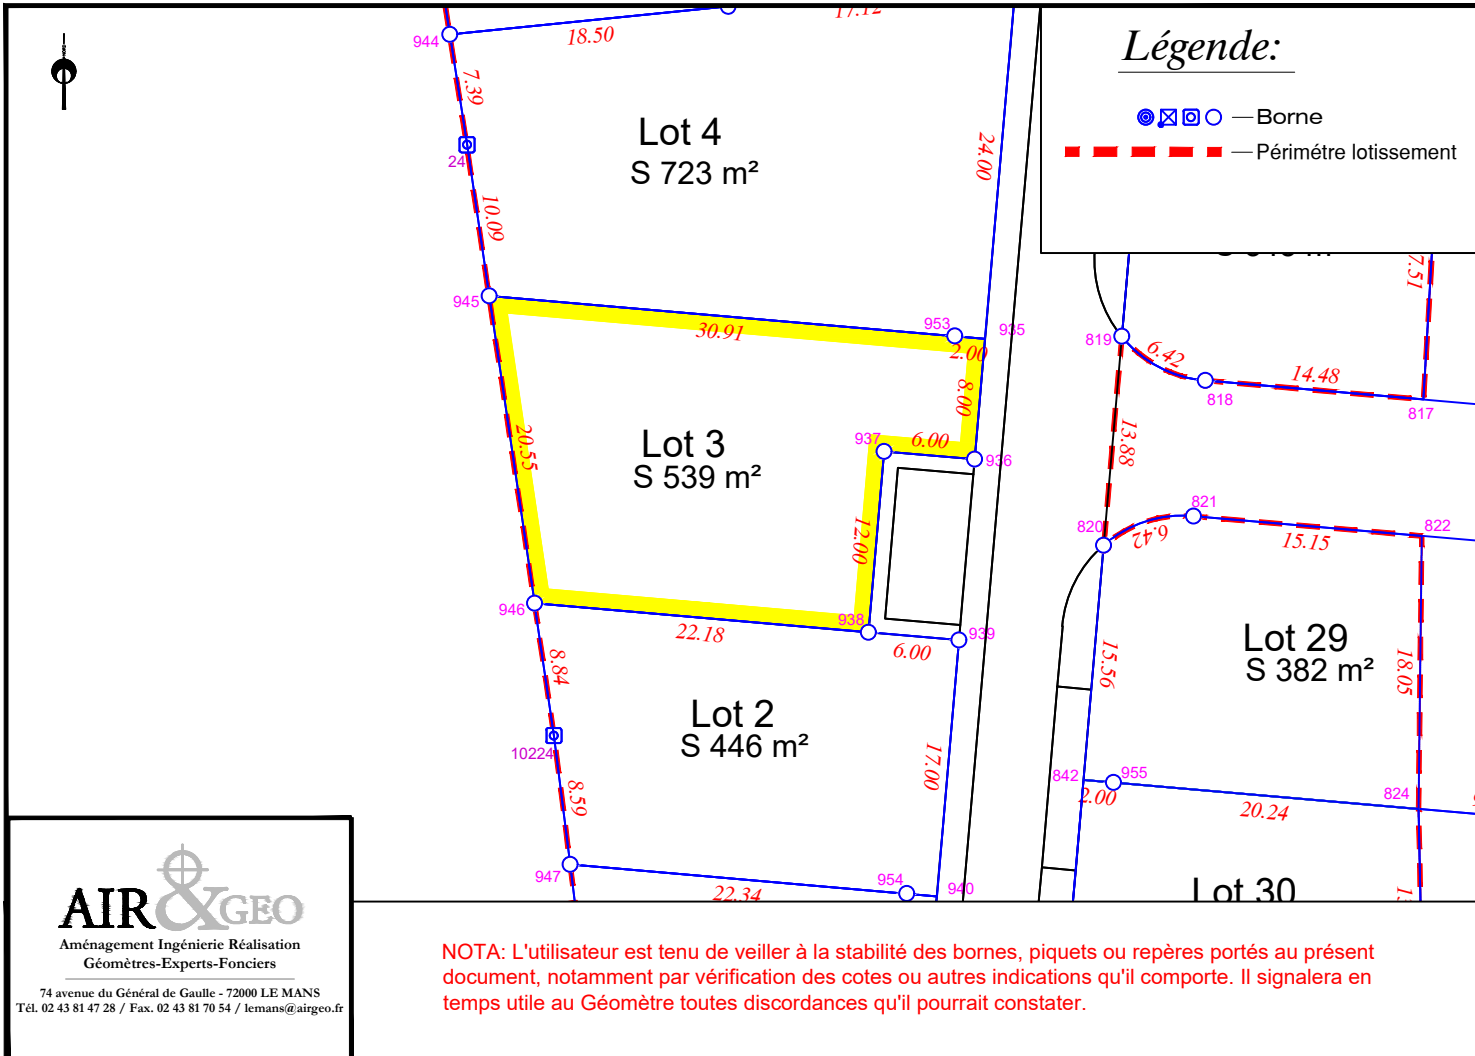 944
18.50
17.12
7.39
24
10.09
Lot 4
S 723 m²
24.00
Légende:
Borne
Périmétre lotissement
7.51
945
30.91
953
935
2.00
8.00
819
6.42
818
14.48
817
20.55
Lot 3
S 539 m²
937
6.00
936
13.88
12.00
820
821
6.42
15.15
822
946
22.18
938
6.00
939
8.84
Lot 2
S 446 m²
10224
8.59
17.00
15.56
Lot 29
S 382 m²
18.05
842
955
2.00
20.24
824
947
22.34
954
940
Lot 30
AIR&GEO
Aménagement Ingénierie Réalisation
Géomètres-Experts-Fonciers
74 avenue du Général de Gaulle - 72000 LE MANS
Tél. 02 43 81 47 28 / Fax. 02 43 81 70 54 / lemans@airgeo.fr
NOTA: L'utilisateur est tenu de veiller à la stabilité des bornes, piquets ou repères portés au présent
document, notamment par vérification des cotes ou autres indications qu'il comporte. Il signalera en
temps utile au Géomètre toutes discordances qu'il pourrait constater.